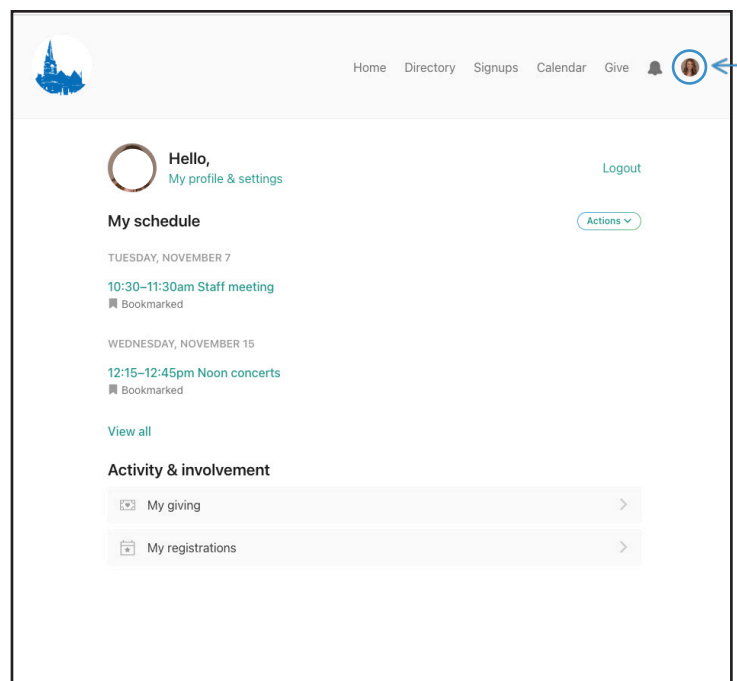 Home Directory Signups Calendar Give
Hello,
My profile & settings
Logout
My schedule
Actions
TUESDAY, NOVEMBER 7
10:30–11:30am Staff meeting
Bookmarked
WEDNESDAY, NOVEMBER 15
12:15–12:45pm Noon concerts
Bookmarked
View all
Activity & involvement
My giving
My registrations